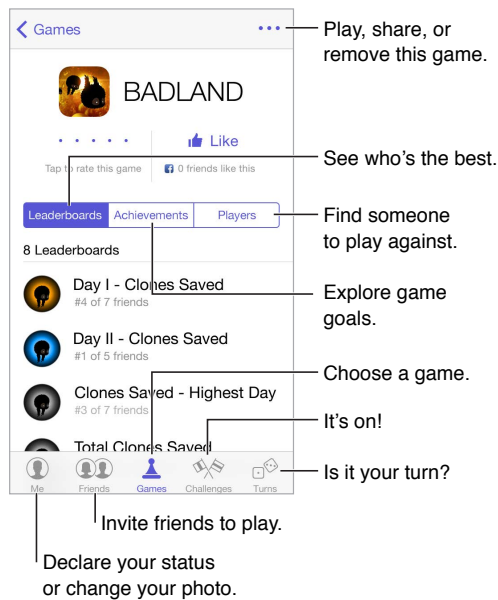 Games
Play, share, or
remove this game.
BADLAND
Like
Tap to rate this game
0 friends like this
See who's the best.
Leaderboards Achievements Players
Find someone
to play against.
8 Leaderboards
Day I - Clones Saved
#4 of 7 friends
Explore game
goals.
Day II - Clones Saved
#1 of 5 friends
Choose a game.
Clones Saved - Highest Day
#3 of 7 friends
It's on!
Total Clones Saved
Is it your turn?
Me Friends Games Challenges Turns
Invite friends to play.
Declare your status
or change your photo.